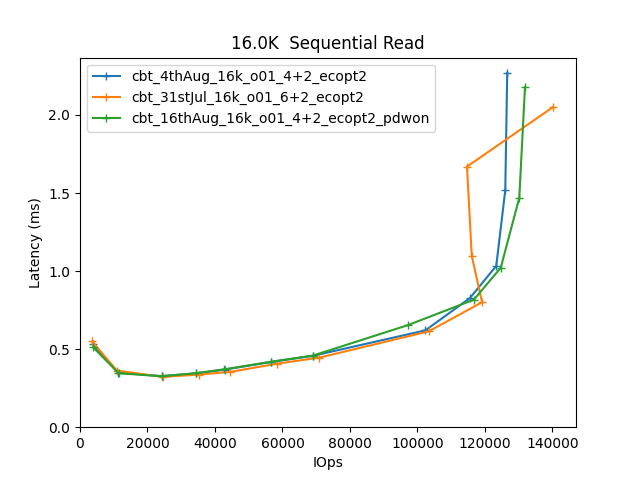 16.0K  Sequential Read
cbt_4thAug_16k_o01_4+2_ecopt2
cbt_31stJul_16k_o01_6+2_ecopt2
cbt_16thAug_16k_o01_4+2_ecopt2_pdwon
Latency (ms)
2.0
1.5
1.0
0.5
0.0
0 20000 40000 60000 80000 100000 120000 140000
IOps